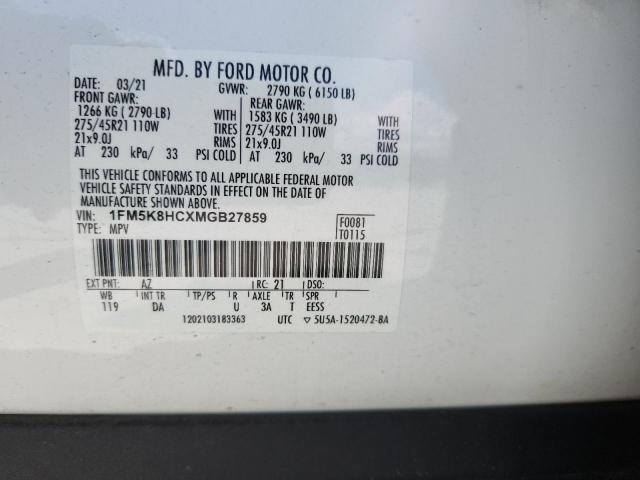 MFD. BY FORD MOTOR CO.
DATE: 03/21 GVWR: 2790 KG ( 6150 LB)
FRONT GAWR: REAR GAWR:
1266 KG ( 2790 LB) WITH 1583 KG ( 3490 LB) WITH
275/45R21 110W TIRES 275/45R21 110W TIRES
21x9.0J RIMS 21x9.0J RIMS
AT 230 kPa/ 33 PSI COLD AT 230 kPa/ 33 PSI COLD
THIS VEHICLE CONFORMS TO ALL APPLICABLE FEDERAL MOTOR
VEHICLE SAFETY STANDARDS IN EFFECT ON THE DATE OF
MANUFACTURE SHOWN ABOVE.
VIN: 1FM5K8HCXMGB27859 F0081
TYPE: MPV T0115
EXT PNT: AZ RC: 21 DSO:
WB INT TR TP/PS R AXLE TR SPR
119 DA U 3A T EESS
1202103183363 UTC ▽ 5U5A-1520472-BA